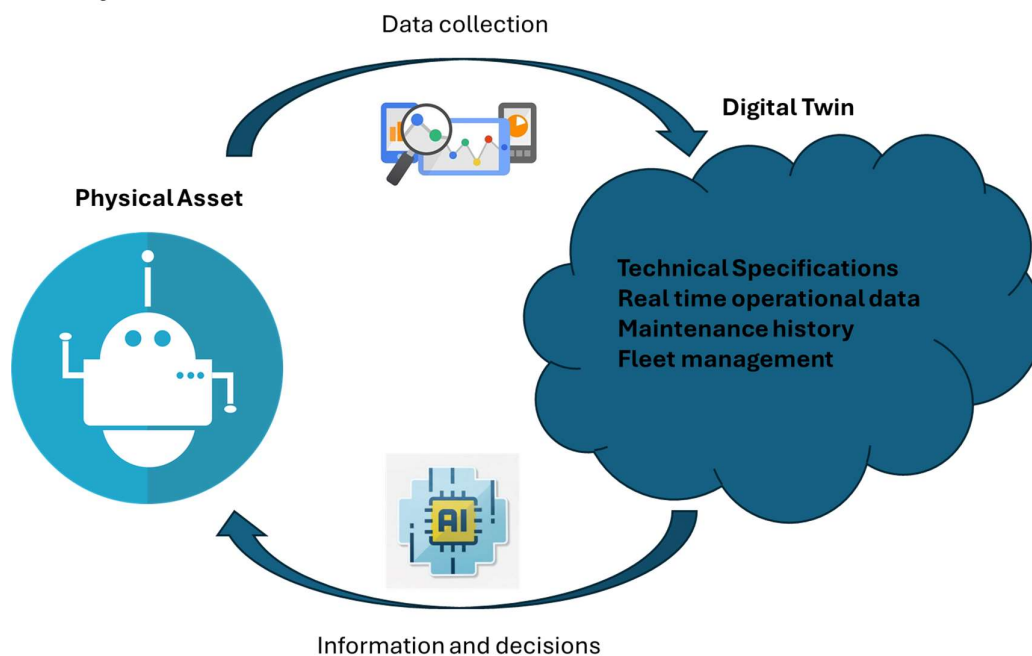 Data collection
Digital Twin
Physical Asset
Technical Specifications
Real time operational data
Maintenance history
Fleet management
AI
Information and decisions